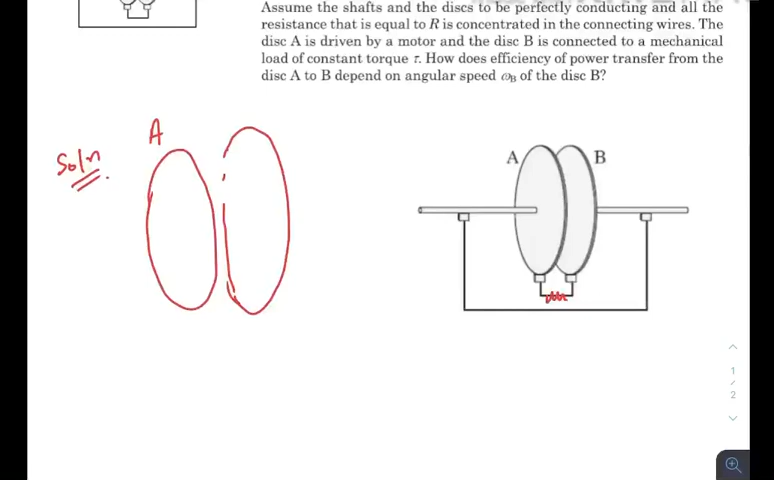 Assume the shafts and the discs to be perfectly conducting and all the
resistance that is equal to R is concentrated in the connecting wires. The
disc A is driven by a motor and the disc B is connected to a mechanical
load of constant torque τ. How does efficiency of power transfer from the
disc A to B depend on angular speed ωB of the disc B?
A
Soln
A
B
1
/
2